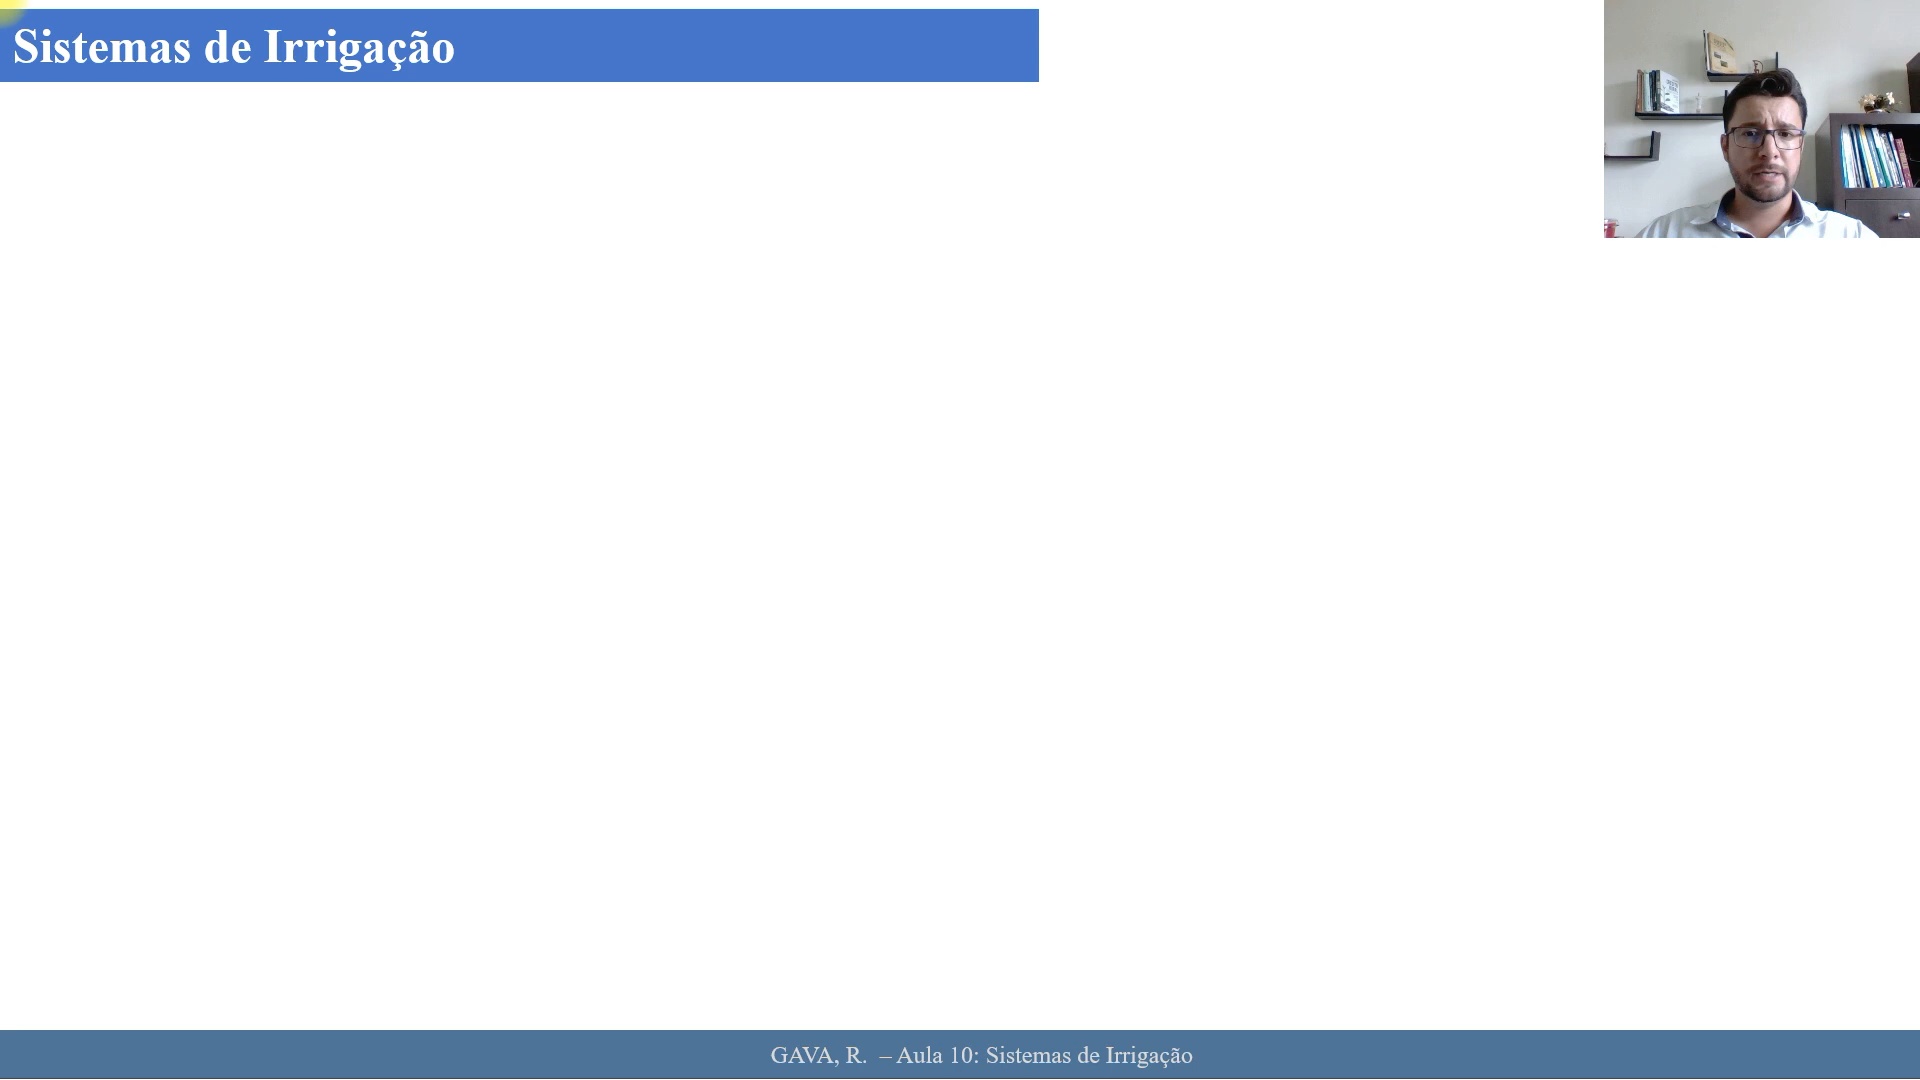 Sistemas de Irrigação
GAVA, R. – Aula 10: Sistemas de Irrigação